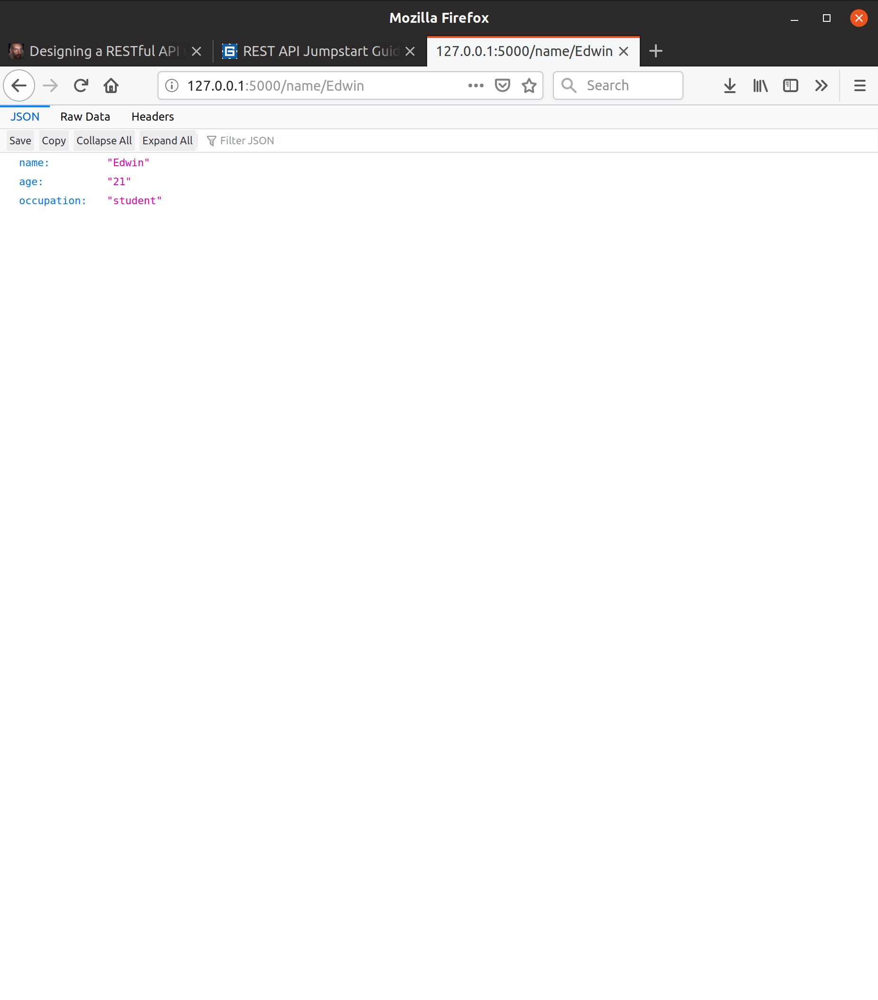 Mozilla Firefox
Designing a RESTful API
REST API Jumpstart Guid
127.0.0.1:5000/name/Edwin
127.0.0.1:5000/name/Edwin
Search
JSON Raw Data Headers
Save Copy Collapse All Expand All Filter JSON
name: "Edwin"
age: "21"
occupation: "student"